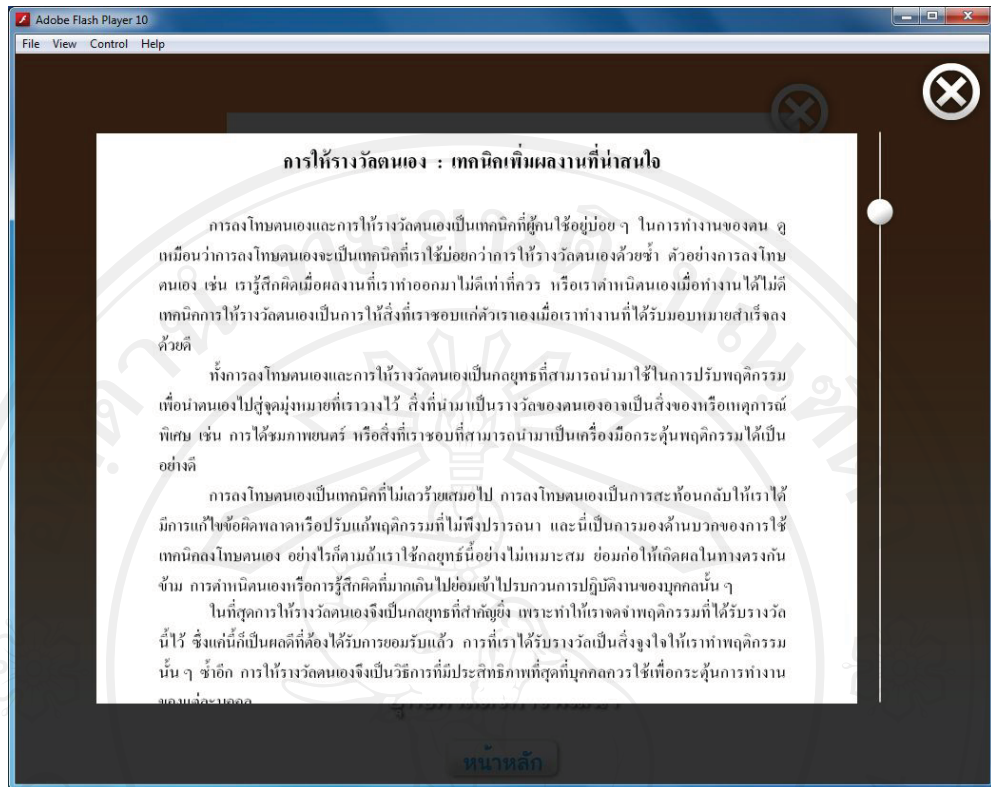 Adobe Flash Player 10
File View Control Help
การให้รางวัลตนเอง : เทคนิคเพิ่มผลงานที่น่าสนใจ
การลงโทษตนเองและการให้รางวัลตนเองเป็นเทคนิคที่ผู้คนใช้อยู่บ่อย ๆ ในการทำงานของตน ดู
เหมือนว่าการลงโทษตนเองจะเป็นเทคนิคที่เราใช้บ่อยกว่าการให้รางวัลตนเองด้วยซ้ำ ตัวอย่างการลงโทษ
ตนเอง เช่น เรารู้สึกผิดเมื่อผลงานที่เราทำออกมาไม่ดีเท่าที่ควร หรือเราตำหนิตนเองเมื่อทำงานได้ไม่ดี
เทคนิคการให้รางวัลตนเองเป็นการให้สิ่งที่เราชอบแก่ตัวเราเองเมื่อเราทำงานที่ได้รับมอบหมายสำเร็จลง
ด้วยดี
ทั้งการลงโทษตนเองและการให้รางวัลตนเองเป็นกลยุทธที่สามารถนำมาใช้ในการปรับพฤติกรรม
เพื่อนำตนเองไปสู่จุดมุ่งหมายที่เราวางไว้ สิ่งที่นำมาเป็นรางวัลของตนเองอาจเป็นสิ่งของหรือเหตุการณ์
พิเศษ เช่น การได้ชมภาพยนตร์ หรือสิ่งที่เราชอบที่สามารถนำมาเป็นเครื่องมือกระตุ้นพฤติกรรมได้เป็น
อย่างดี
การลงโทษตนเองเป็นเทคนิคที่ไม่เลวร้ายเสมอไป การลงโทษตนเองเป็นการสะท้อนกลับให้เราได้
มีการแก้ไขข้อผิดพลาดหรือปรับแก้พฤติกรรมที่ไม่พึงปรารถนา และนี่เป็นการมองด้านบวกของการใช้
เทคนิคลงโทษตนเอง อย่างไรก็ตามถ้าเราใช้กลยุทธ์นี้อย่างไม่เหมาะสม ย่อมก่อให้เกิดผลในทางตรงกัน
ข้าม การตำหนิตนเองหรือการรู้สึกผิดที่มากเกินไปย่อมเข้าไปรบกวนการปฏิบัติงานของบุคคลนั้น ๆ
ในที่สุดการให้รางวัลตนเองจึงเป็นกลยุทธที่สำคัญยิ่ง เพราะทำให้เราจดจำพฤติกรรมที่ได้รับรางวัล
นี้ไว้ ซึ่งแค่นี้ก็เป็นผลดีที่ต้องได้รับการยอมรับแล้ว การที่เราได้รับรางวัลเป็นสิ่งจูงใจให้เราทำพฤติกรรม
นั้น ๆ ซ้ำอีก การให้รางวัลตนเองจึงเป็นวิธีการที่มีประสิทธิภาพที่สุดที่บุคคลควรใช้เพื่อกระตุ้นการทำงาน
ของแต่ละบุคคล
หน้าหลัก